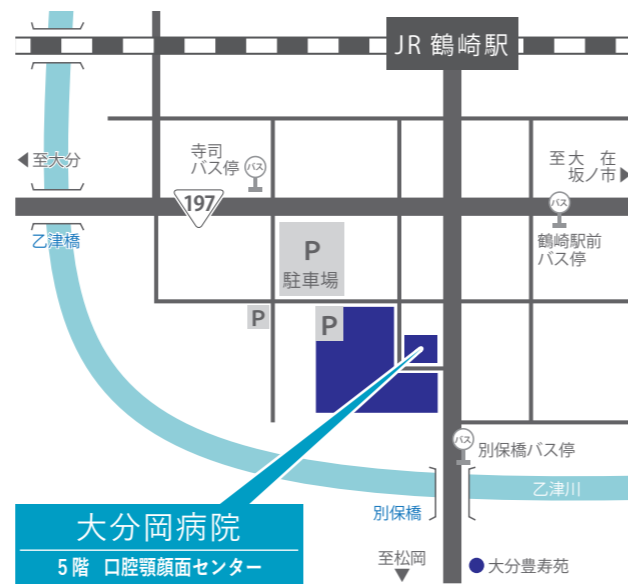 JR 鶴崎駅
寺司
バス停
バス
◀至大分
至 大　在
坂ノ市▶
バス
197
乙津橋
鶴崎駅前
バス停
P
駐車場
P
P
バス
別保橋バス停
乙津川
別保橋
大分岡病院
5階　口腔顎顔面センター
至松岡
大分豊寿苑